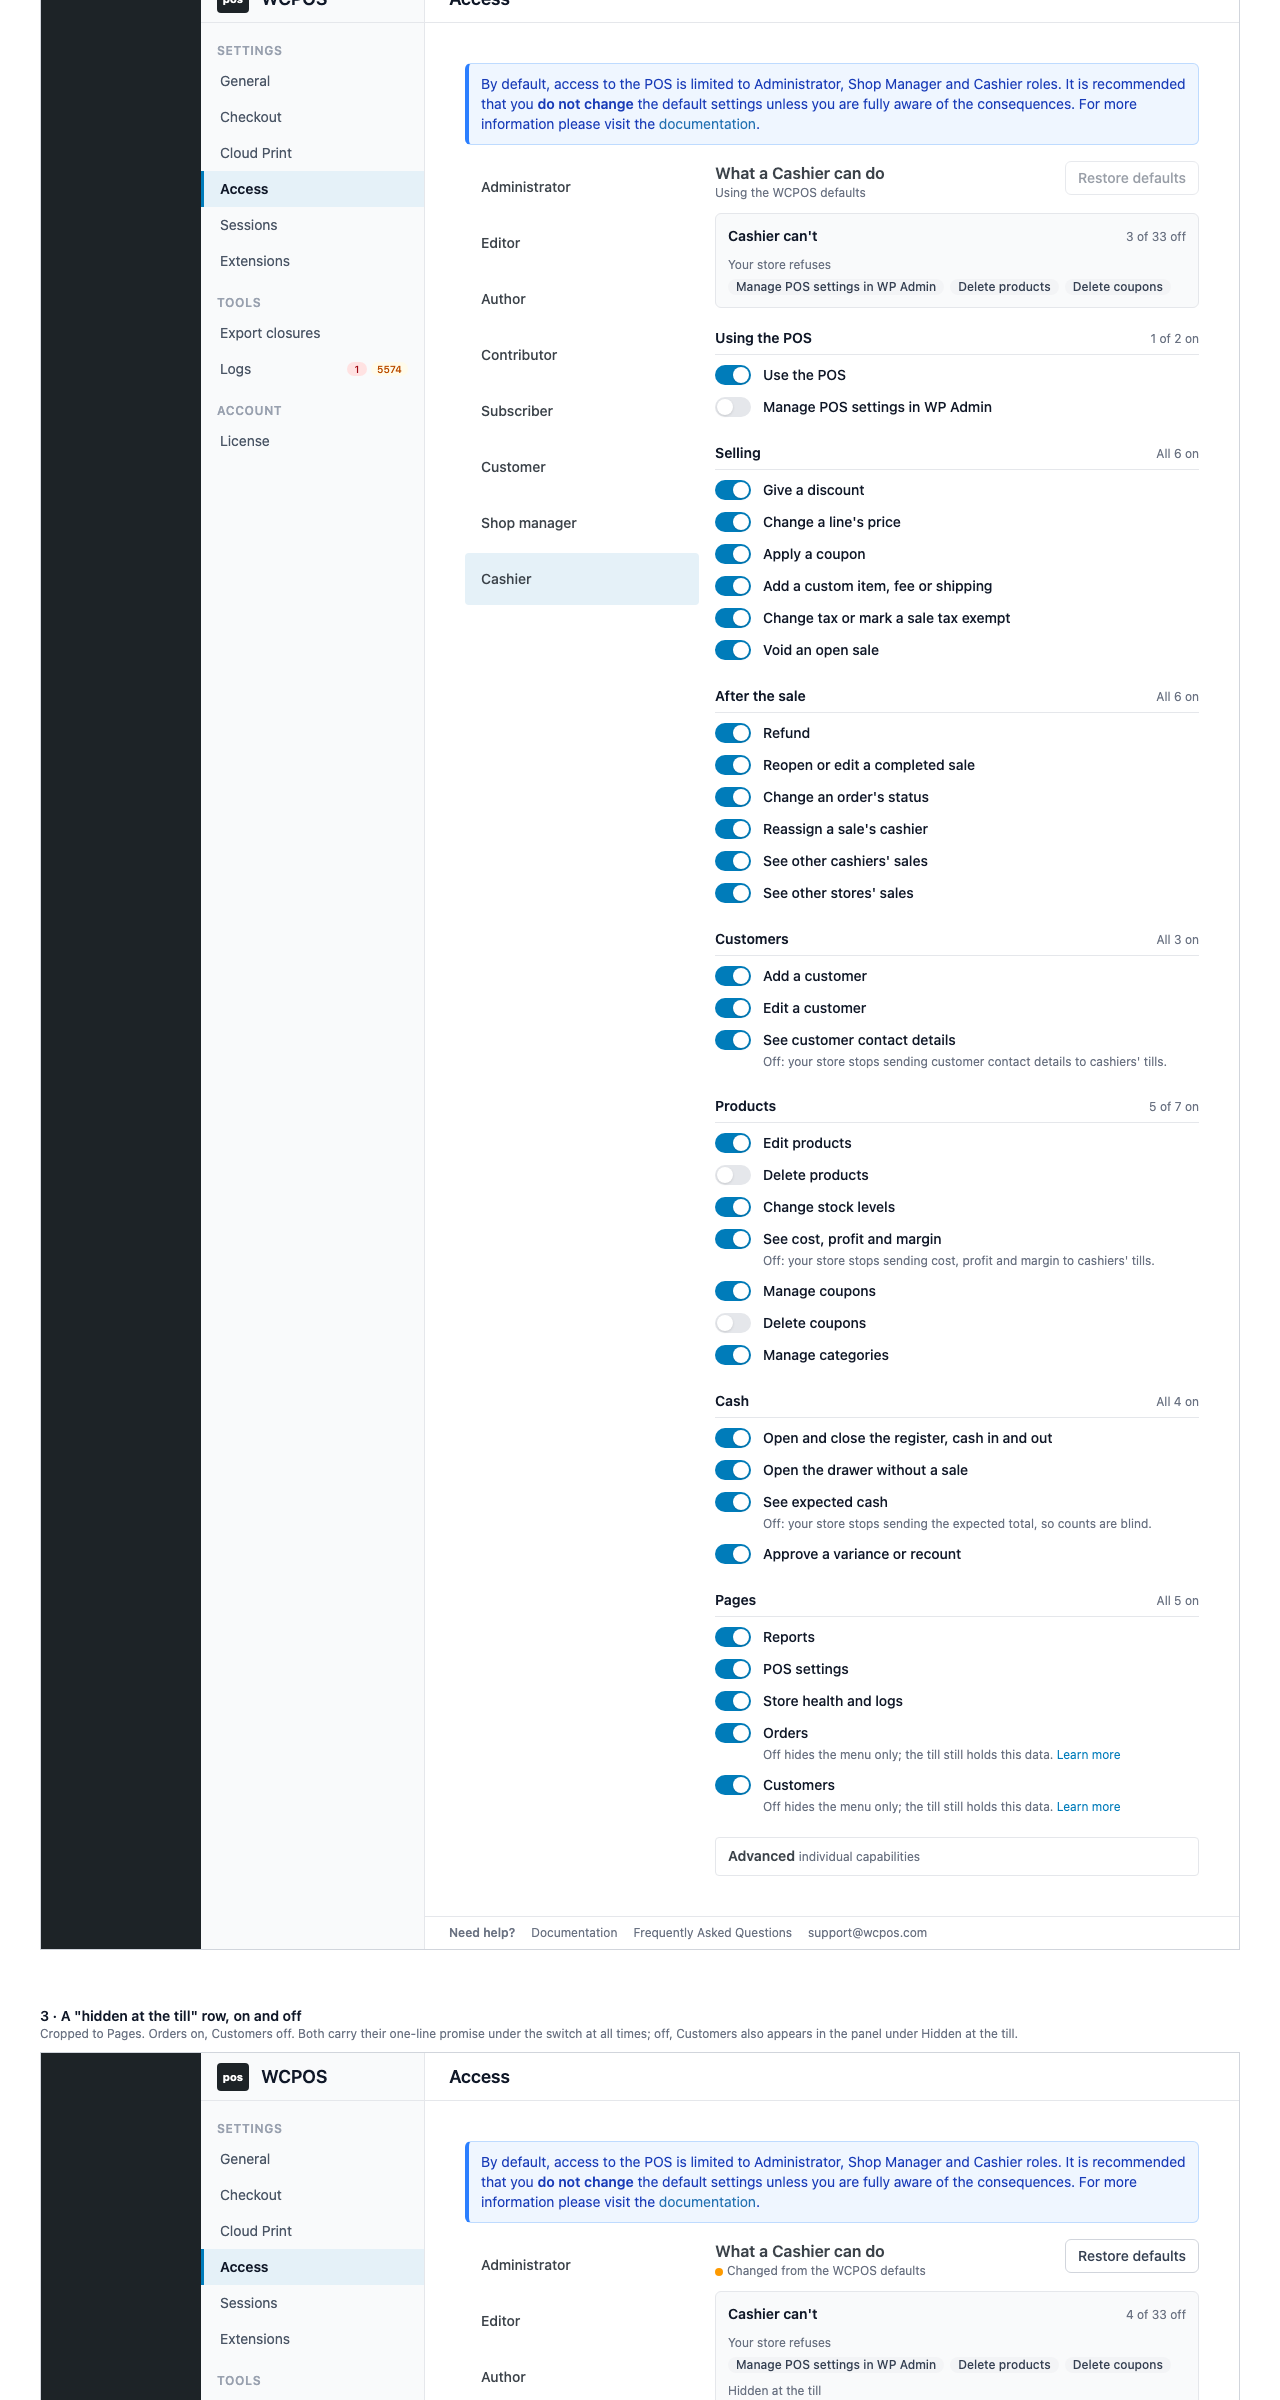 pos WCPOS
Access
SETTINGS
General
Checkout
Cloud Print
Access
Sessions
Extensions
TOOLS
Export closures
Logs 1 5574
ACCOUNT
License
By default, access to the POS is limited to Administrator, Shop Manager and Cashier roles. It is recommended
that you do not change the default settings unless you are fully aware of the consequences. For more
information please visit the documentation.
Administrator
Editor
Author
Contributor
Subscriber
Customer
Shop manager
Cashier
What a Cashier can do
Using the WCPOS defaults
Restore defaults
Cashier can't 3 of 33 off
Your store refuses
Manage POS settings in WP Admin Delete products Delete coupons
Using the POS 1 of 2 on
Use the POS
Manage POS settings in WP Admin
Selling All 6 on
Give a discount
Change a line's price
Apply a coupon
Add a custom item, fee or shipping
Change tax or mark a sale tax exempt
Void an open sale
After the sale All 6 on
Refund
Reopen or edit a completed sale
Change an order's status
Reassign a sale's cashier
See other cashiers' sales
See other stores' sales
Customers All 3 on
Add a customer
Edit a customer
See customer contact details
Off: your store stops sending customer contact details to cashiers' tills.
Products 5 of 7 on
Edit products
Delete products
Change stock levels
See cost, profit and margin
Off: your store stops sending cost, profit and margin to cashiers' tills.
Manage coupons
Delete coupons
Manage categories
Cash All 4 on
Open and close the register, cash in and out
Open the drawer without a sale
See expected cash
Off: your store stops sending the expected total, so counts are blind.
Approve a variance or recount
Pages All 5 on
Reports
POS settings
Store health and logs
Orders
Off hides the menu only; the till still holds this data. Learn more
Customers
Off hides the menu only; the till still holds this data. Learn more
Advanced individual capabilities
Need help? Documentation Frequently Asked Questions support@wcpos.com
3 · A "hidden at the till" row, on and off
Cropped to Pages. Orders on, Customers off. Both carry their one-line promise under the switch at all times; off, Customers also appears in the panel under Hidden at the till.
pos WCPOS
Access
SETTINGS
General
Checkout
Cloud Print
Access
Sessions
Extensions
TOOLS
By default, access to the POS is limited to Administrator, Shop Manager and Cashier roles. It is recommended
that you do not change the default settings unless you are fully aware of the consequences. For more
information please visit the documentation.
Administrator
Editor
Author
What a Cashier can do
Changed from the WCPOS defaults
Restore defaults
Cashier can't 4 of 33 off
Your store refuses
Manage POS settings in WP Admin Delete products Delete coupons
Hidden at the till